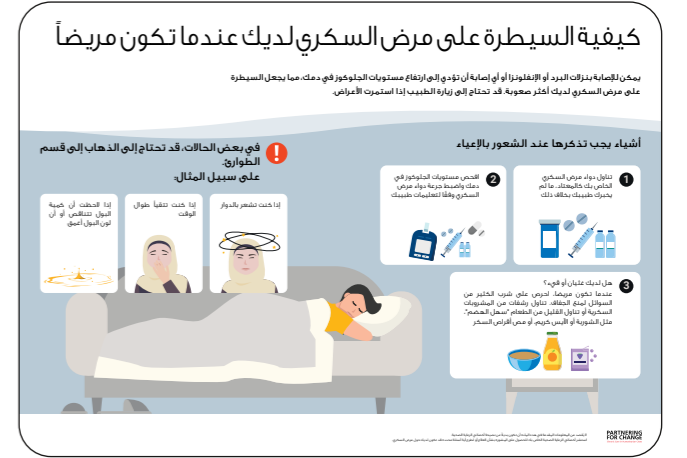 كيفية السيطرة على مرض السكري لديك عندما تكون مريضاً
يمكن للإصابة بنزلات البرد أو الإنفلونزا أو أي إصابة أن تؤدي إلى ارتفاع مستويات الجلوكوز في دمك، مما يجعل السيطرة
على مرض السكري لديك أكثر صعوبة. قد تحتاج إلى زيارة الطبيب إذا استمرت الأعراض.
أشياء يجب تذكرها عند الشعور بالإعياء
1
تناول دواء مرض السكري
الخاص بك كالمعتاد، ما لم
يخبرك طبيبك بخلاف ذلك
2
افحص مستويات الجلوكوز في
دمك واضبط جرعة دواء مرض
السكري وفقًا لتعليمات طبيبك
3
هل لديك غثيان أو قيء؟
عندما تكون مريضا، احرص على شرب الكثير من
السوائل لمنع الجفاف. تناول رشفات من المشروبات
السكرية أو تناول القليل من الطعام "سهل الهضم".
مثل الشوربة أو الآيس كريم، أو مص أقراص السكر
في بعض الحالات، قد تحتاج إلى الذهاب إلى قسم
الطوارئ.
على سبيل المثال:
إذا كنت تشعر بالدوار
إذا كنت تتقيأ طوال
الوقت
إذا لاحظت أن كمية
البول تتناقص أو أن
لون البول أغمق
PARTNERING
FOR CHANGE